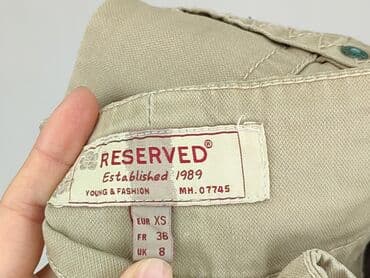 RESERVED®
Established 1989
YOUNG & FASHION MH. 07745
EUR XS
FR 36
UK 8